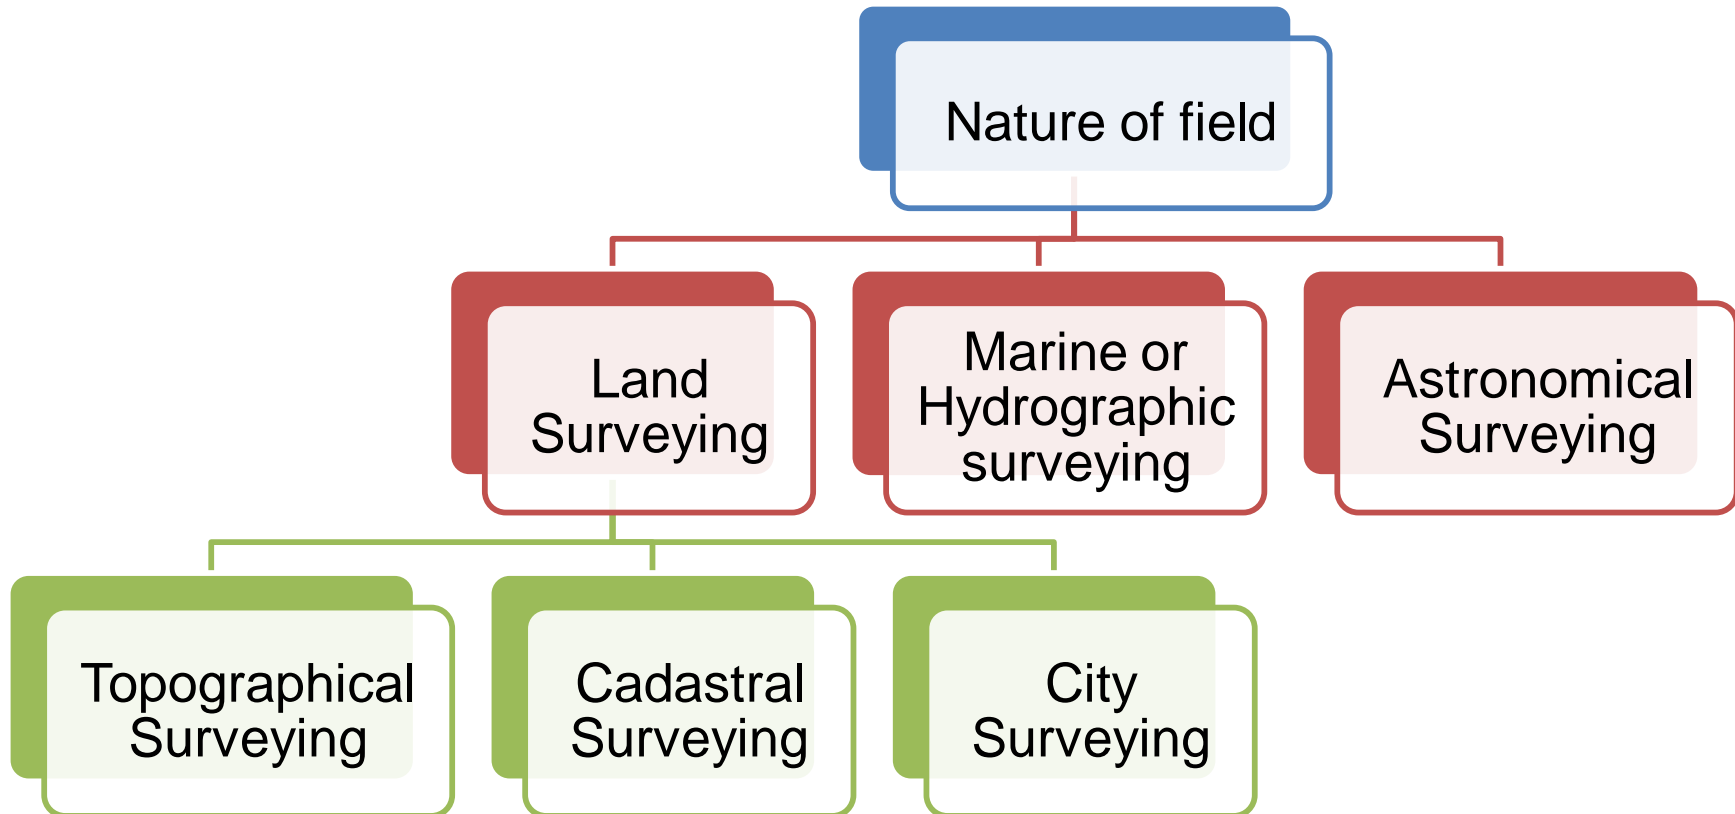 Nature of field
Land
Surveying
Marine or
Hydrographic
surveying
Astronomical
Surveying
Topographical
Surveying
Cadastral
Surveying
City
Surveying